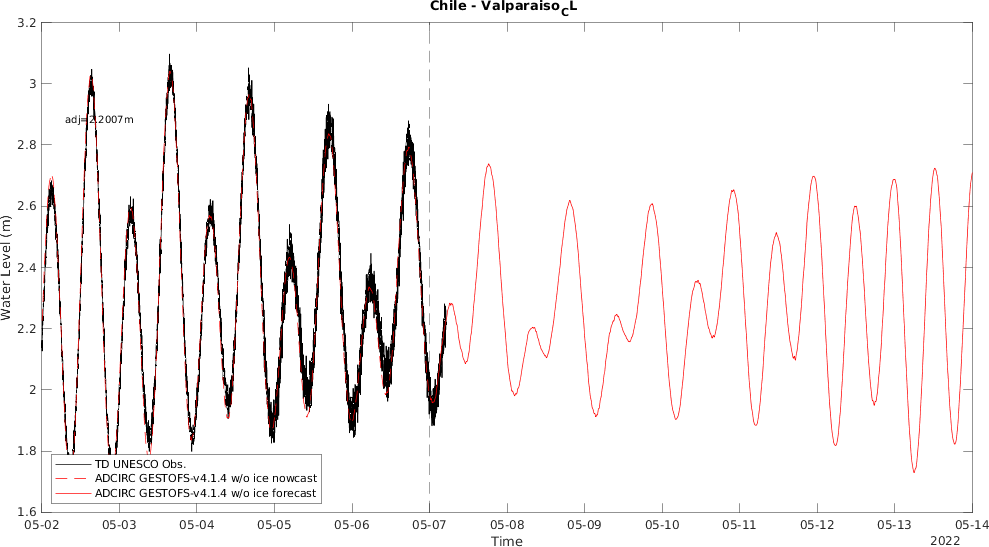 Chile - Valparaiso_CL
3.2
3
2.8
2.6
2.4
2.2
2
1.8
1.6
Water Level (m)
adj=2.2007m
TD UNESCO Obs.
ADCIRC GESTOFS-v4.1.4 w/o ice nowcast
ADCIRC GESTOFS-v4.1.4 w/o ice forecast
05-02 05-03 05-04 05-05 05-06 05-07 05-08 05-09 05-10 05-11 05-12 05-13 05-14
Time
2022